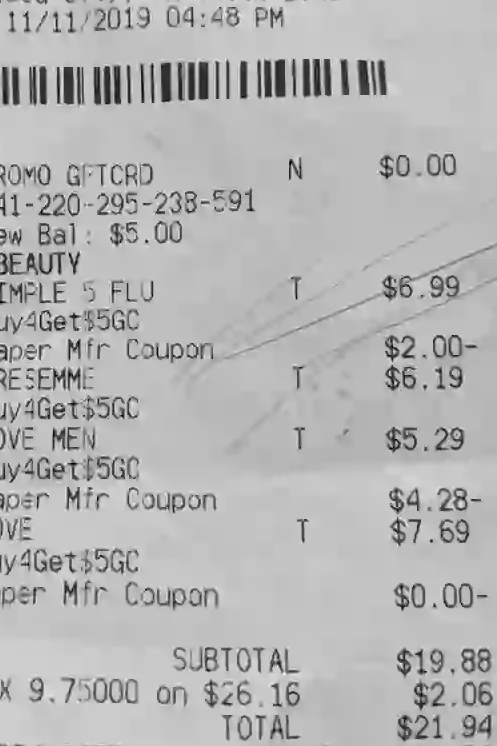 11/11/2019 04:48 PM
ROMO GFTCRD N $0.00
41-220-295-238-591
ew Bal: $5.00
BEAUTY
IMPLE 5 FLU T $6.99
uy4Get$5GC
aper Mfr Coupon $2.00-
RESEMME T $6.19
uy4Get$5GC
OVE MEN T $5.29
uy4Get$5GC
aper Mfr Coupon $4.28-
OVE T $7.69
uy4Get$5GC
per Mfr Coupon $0.00-
SUBTOTAL $19.88
X 9.75000 on $26.16 $2.06
TOTAL $21.94